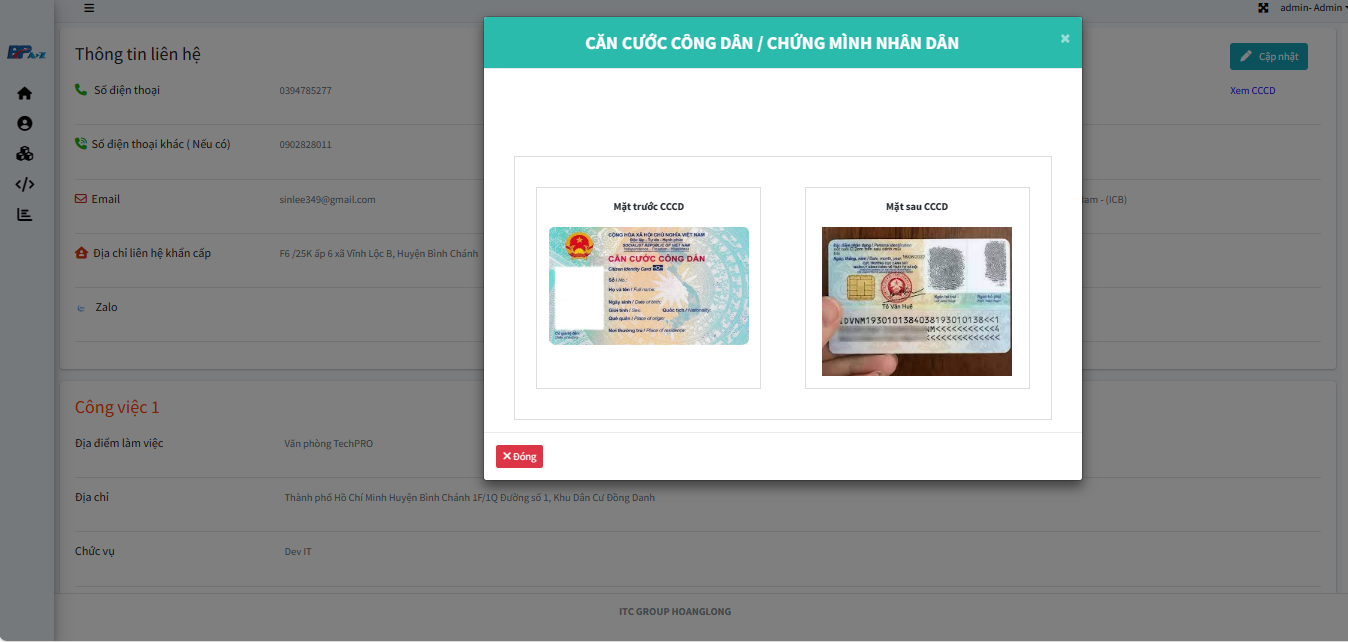 admin- Admin
BPA-Z
Thông tin liên hệ
Cập nhật
Số điện thoại
0394785277
Xem CCCD
Số điện thoại khác ( Nếu có)
0902828011
Email
sinlee349@gmail.com
am - (ICB)
Địa chỉ liên hệ khẩn cấp
F6 /25K ấp 6 xã Vĩnh Lộc B, Huyện Bình Chánh
Zalo
CĂN CƯỚC CÔNG DÂN / CHỨNG MÌNH NHÂN DÂN
×
Mặt trước CCCD
CỘNG HÒA XÃ HỘI CHỦ NGHĨA VIỆT NAM
Độc lập - Tự do - Hạnh phúc
SOCIALIST REPUBLIC OF VIET NAM
Independence - Freedom - Happiness
CĂN CƯỚC CÔNG DÂN
Citizen Identity Card
Số / No.:
Họ và tên / Full name:
Ngày sinh / Date of birth:
Giới tính / Sex: Quốc tịch / Nationality:
Quê quán / Place of origin:
Nơi thường trú / Place of residence:
Có giá trị đến
Mặt sau CCCD
Tô Văn Huệ
IDVNM1930101384038193010138<<1
Đóng
Công việc 1
Địa điểm làm việc
Văn phòng TechPRO
Địa chỉ
Thành phố Hồ Chí Minh Huyện Bình Chánh 1F/1Q Đường số 1, Khu Dân Cư Đồng Danh
Chức vụ
Dev IT
ITC GROUP HOANGLONG